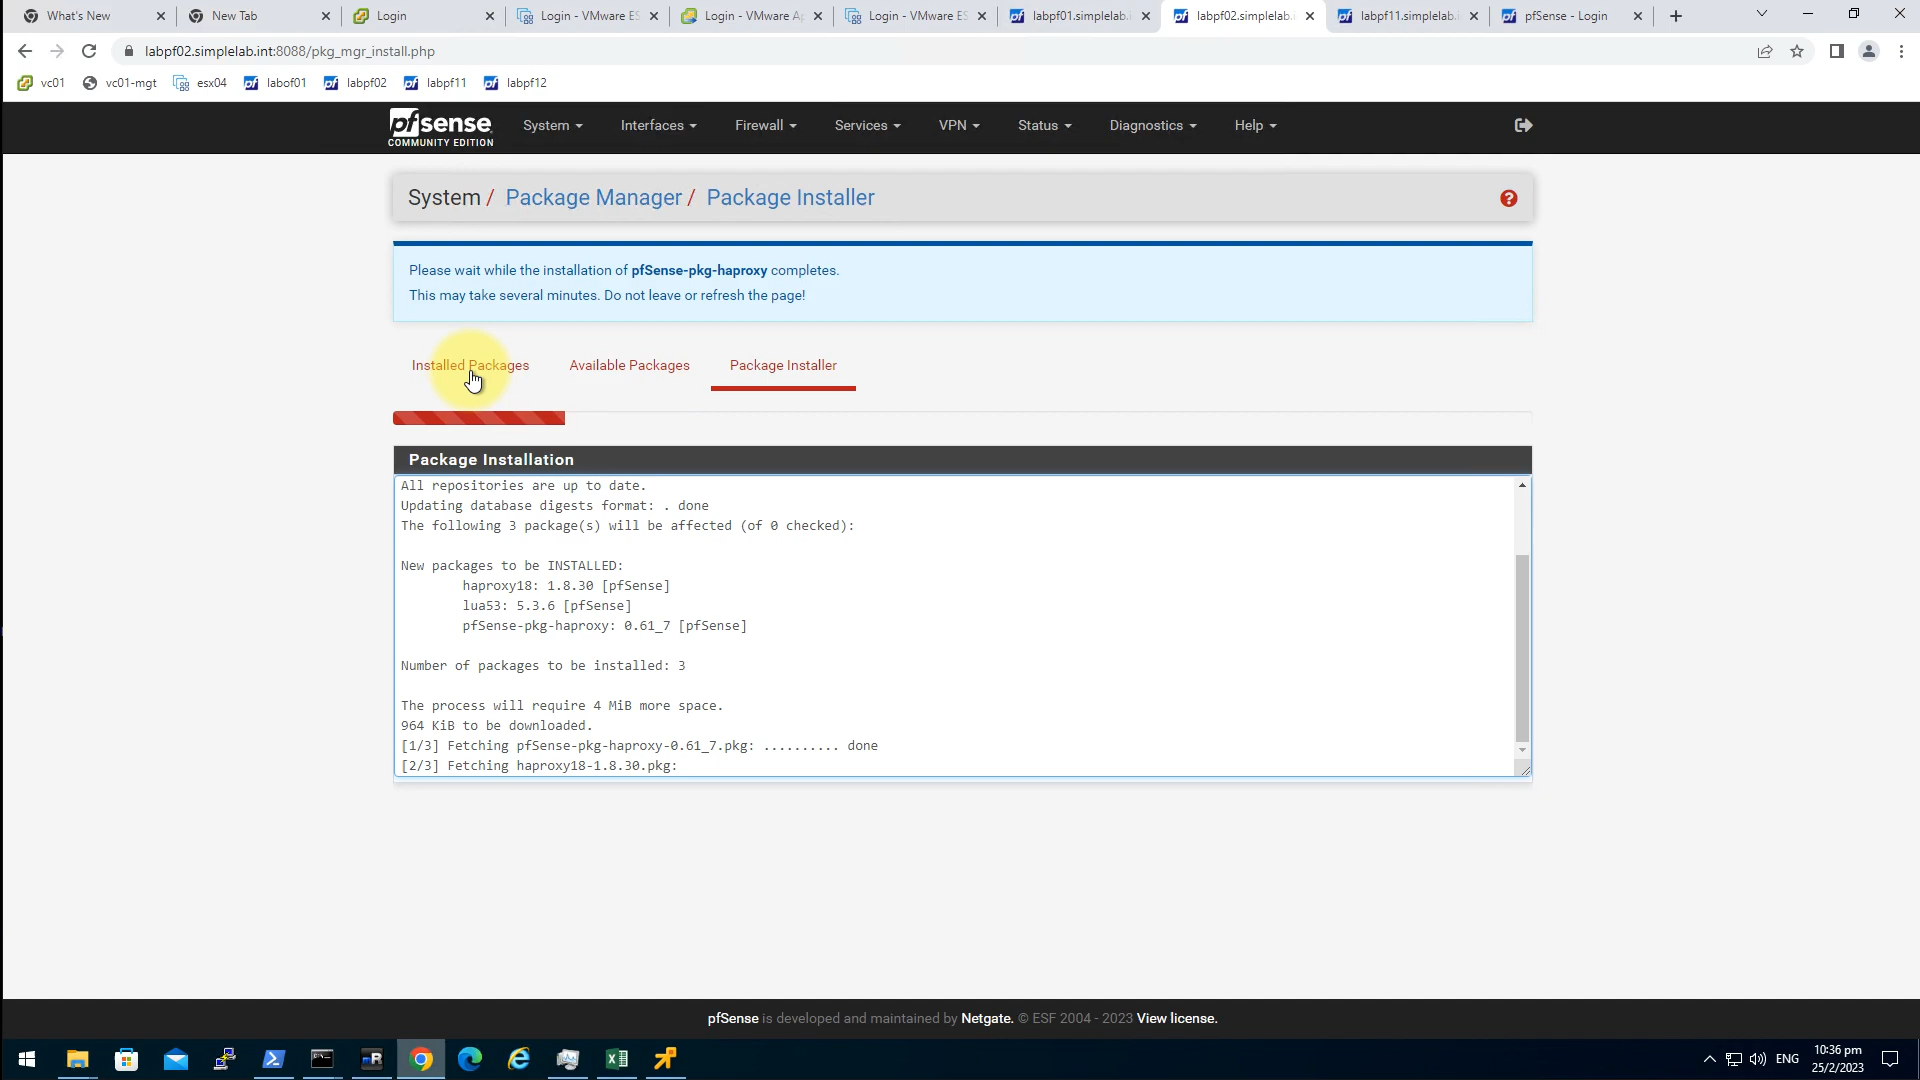 What's New
New Tab
Login
Login - VMware ES
Login - VMware Ap
Login - VMware ES
labpf01.simplelab.i
labpf02.simplelab.i
labpf11.simplelab.i
pfSense - Login
labpf02.simplelab.int:8088/pkg_mgr_install.php
vc01
vc01-mgt
esx04
labof01
labpf02
labpf11
labpf12
pfsense
COMMUNITY EDITION
System
Interfaces
Firewall
Services
VPN
Status
Diagnostics
Help
System / Package Manager / Package Installer
Please wait while the installation of pfSense-pkg-haproxy completes.
This may take several minutes. Do not leave or refresh the page!
Installed Packages
Available Packages
Package Installer
Package Installation
All repositories are up to date.
Updating database digests format: . done
The following 3 package(s) will be affected (of 0 checked):
New packages to be INSTALLED:
haproxy18: 1.8.30 [pfSense]
lua53: 5.3.6 [pfSense]
pfSense-pkg-haproxy: 0.61_7 [pfSense]
Number of packages to be installed: 3
The process will require 4 MiB more space.
964 KiB to be downloaded.
[1/3] Fetching pfSense-pkg-haproxy-0.61_7.pkg: .......... done
[2/3] Fetching haproxy18-1.8.30.pkg:
pfSense is developed and maintained by Netgate. © ESF 2004 - 2023 View license.
ENG
10:36 pm
25/2/2023